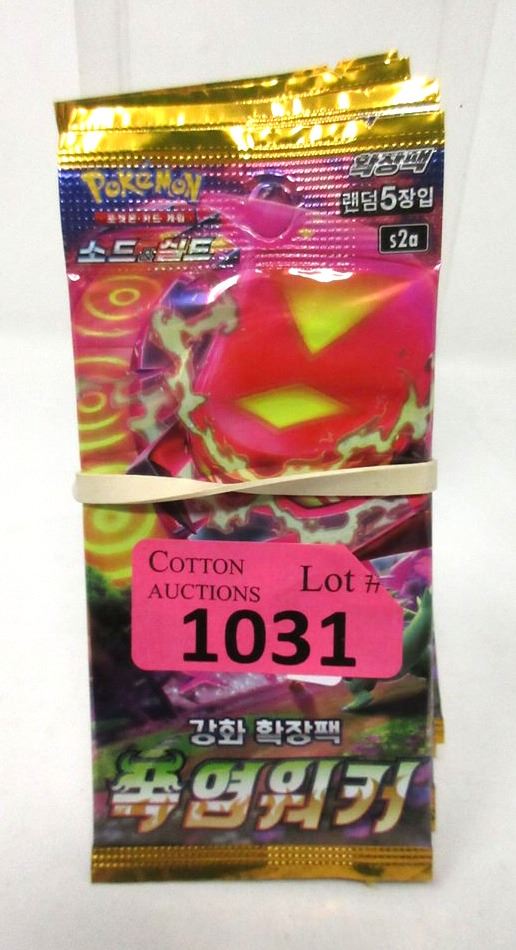 확장팩
POKéMON
랜덤5장입
포켓몬 카드 게임
s2a
소드&실드
COTTON
AUCTIONS
Lot #
1031
강화 확장팩
폭염워커